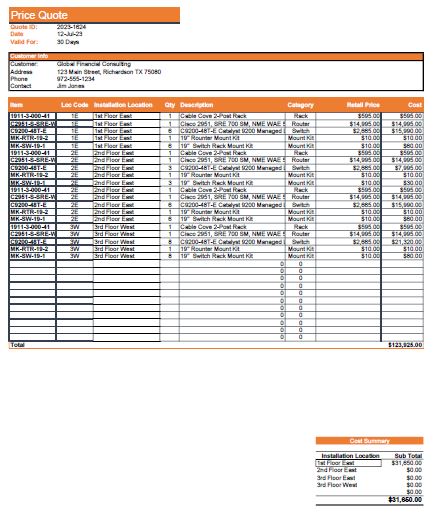 Price Quote
Quote ID: 2023-1624
Date 12-Jul-23
Valid For: 30 Days
Customer Info
Customer: Global Financial Consulting
Address 123 Main Street, Richardson TX 75080
Phone 972-555-1234
Contact Jim Jones
Item Loc Code Installation Location Qty Description Category Retail Price Cost
1911-3-000-41 1E 1st Floor East 1 Cable Cove 2-Post Rack Rack $595.00 $595.00
C2951-S-SRE-W 1E 1st Floor East 1 Cisco 2951, SRE 700 SM, NME WAE 5 Router $14,995.00 $14,995.00
C9200-48T-E 1E 1st Floor East 6 C9200-48T-E Catalyst 9200 Managed L Switch $2,665.00 $15,990.00
MK-RTR-19-2 1E 1st Floor East 1 19" Rounter Mount Kit Mount Kit $10.00 $10.00
MK-SW-19-1 1E 1st Floor East 6 19" Switch Rack Mount Kit Mount Kit $10.00 $60.00
1911-3-000-41 2E 2nd Floor East 1 Cable Cove 2-Post Rack Rack $595.00 $595.00
C2951-S-SRE-W 2E 2nd Floor East 1 Cisco 2951, SRE 700 SM, NME WAE 5 Router $14,995.00 $14,995.00
C9200-48T-E 2E 2nd Floor East 3 C9200-48T-E Catalyst 9200 Managed L Switch $2,665.00 $7,995.00
MK-RTR-19-2 2E 2nd Floor East 1 19" Rounter Mount Kit Mount Kit $10.00 $10.00
MK-SW-19-1 2E 2nd Floor East 3 19" Switch Rack Mount Kit Mount Kit $10.00 $30.00
1911-3-000-41 2E 2nd Floor East 1 Cable Cove 2-Post Rack Rack $595.00 $595.00
C2951-S-SRE-W 2E 2nd Floor East 1 Cisco 2951, SRE 700 SM, NME WAE 5 Router $14,995.00 $14,995.00
C9200-48T-E 2E 2nd Floor East 6 C9200-48T-E Catalyst 9200 Managed L Switch $2,665.00 $15,990.00
MK-RTR-19-2 2E 2nd Floor East 1 19" Rounter Mount Kit Mount Kit $10.00 $10.00
MK-SW-19-1 2E 2nd Floor East 6 19" Switch Rack Mount Kit Mount Kit $10.00 $60.00
1911-3-000-41 3W 3rd Floor West 1 Cable Cove 2-Post Rack Rack $595.00 $595.00
C2951-S-SRE-W 3W 3rd Floor West 1 Cisco 2951, SRE 700 SM, NME WAE 5 Router $14,995.00 $14,995.00
C9200-48T-E 3W 3rd Floor West 8 C9200-48T-E Catalyst 9200 Managed L Switch $2,665.00 $21,320.00
MK-RTR-19-2 3W 3rd Floor West 1 19" Rounter Mount Kit Mount Kit $10.00 $10.00
MK-SW-19-1 3W 3rd Floor West 8 19" Switch Rack Mount Kit Mount Kit $10.00 $80.00
0 0
0 0
0 0
0 0
0 0
0 0
0 0
0 0
0 0
0 0
0 0
Total $123,925.00
Cost Summary
Installation Location Sub Total
1st Floor East $31,650.00
2nd Floor East $0.00
3rd Floor East $0.00
3rd Floor West $0.00
$0.00
$31,650.00